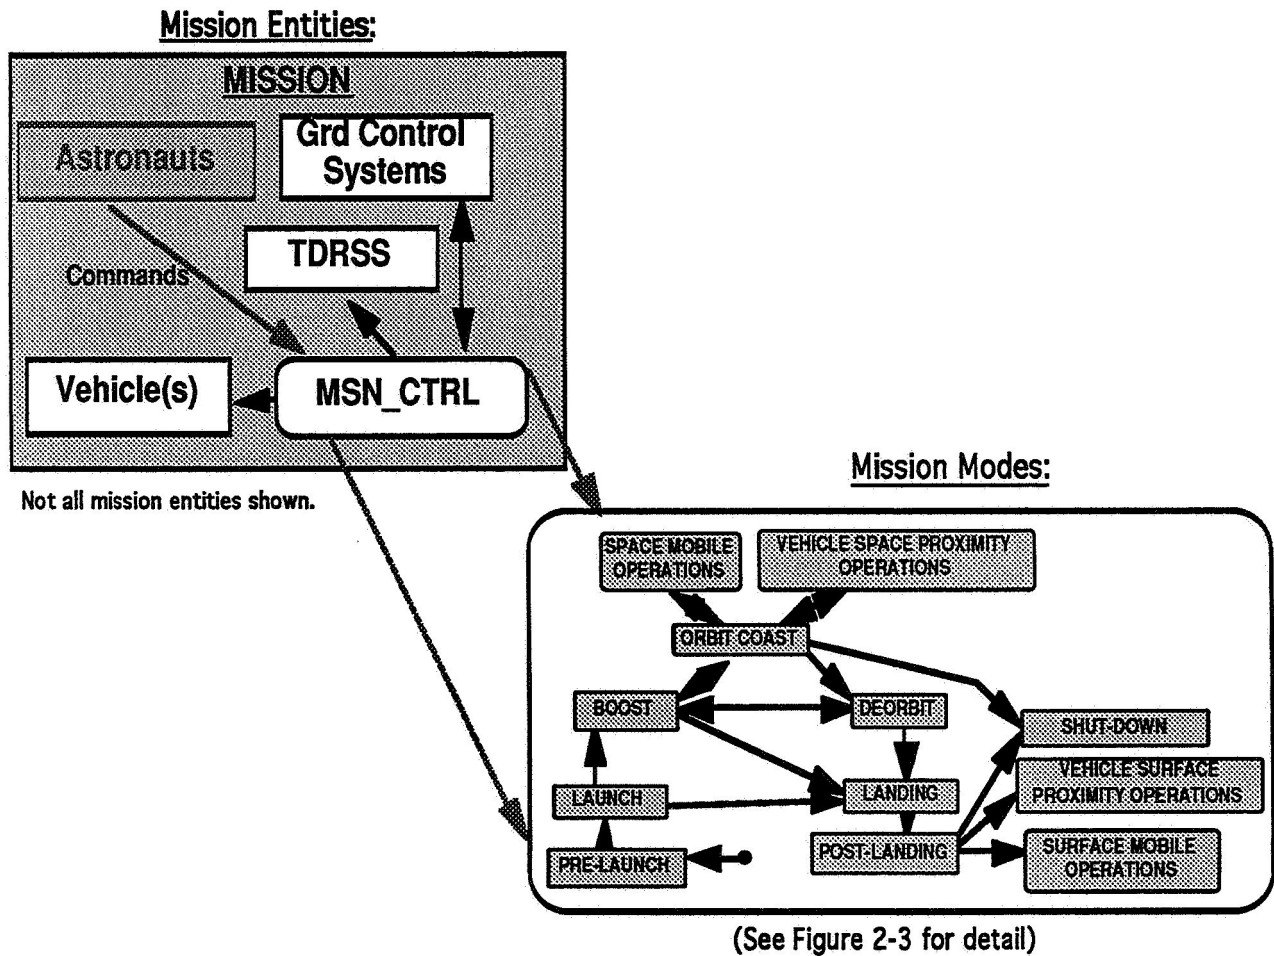 Mission Entities:
MISSION
Astronauts
Grd Control
Systems
TDRSS
Commands
Vehicle(s)
MSN_CTRL
Not all mission entities shown.
Mission Modes:
SPACE MOBILE
OPERATIONS
VEHICLE SPACE PROXIMITY
OPERATIONS
ORBIT COAST
BOOST
DEORBIT
SHUT-DOWN
VEHICLE SURFACE
PROXIMITY OPERATIONS
LAUNCH
LANDING
PRE-LAUNCH
POST-LANDING
SURFACE MOBILE
OPERATIONS
(See Figure 2-3 for detail)